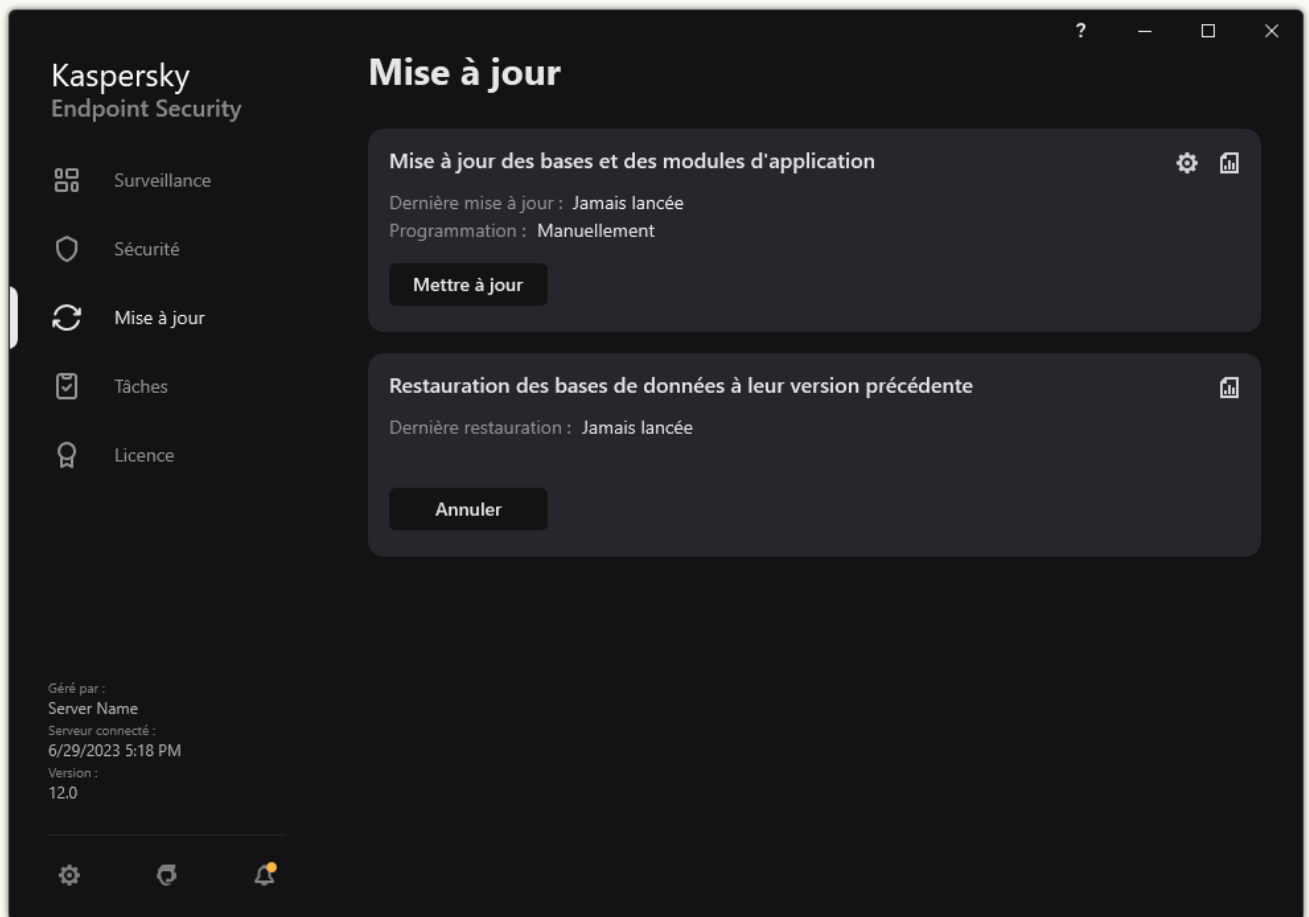 ?
Kaspersky
Endpoint Security
Mise à jour
Surveillance
Sécurité
Mise à jour
Tâches
Licence
Mise à jour des bases et des modules d'application
Dernière mise à jour : Jamais lancée
Programmation : Manuellement
Mettre à jour
Restauration des bases de données à leur version précédente
Dernière restauration : Jamais lancée
Annuler
Géré par :
Server Name
Serveur connecté :
6/29/2023 5:18 PM
Version :
12.0